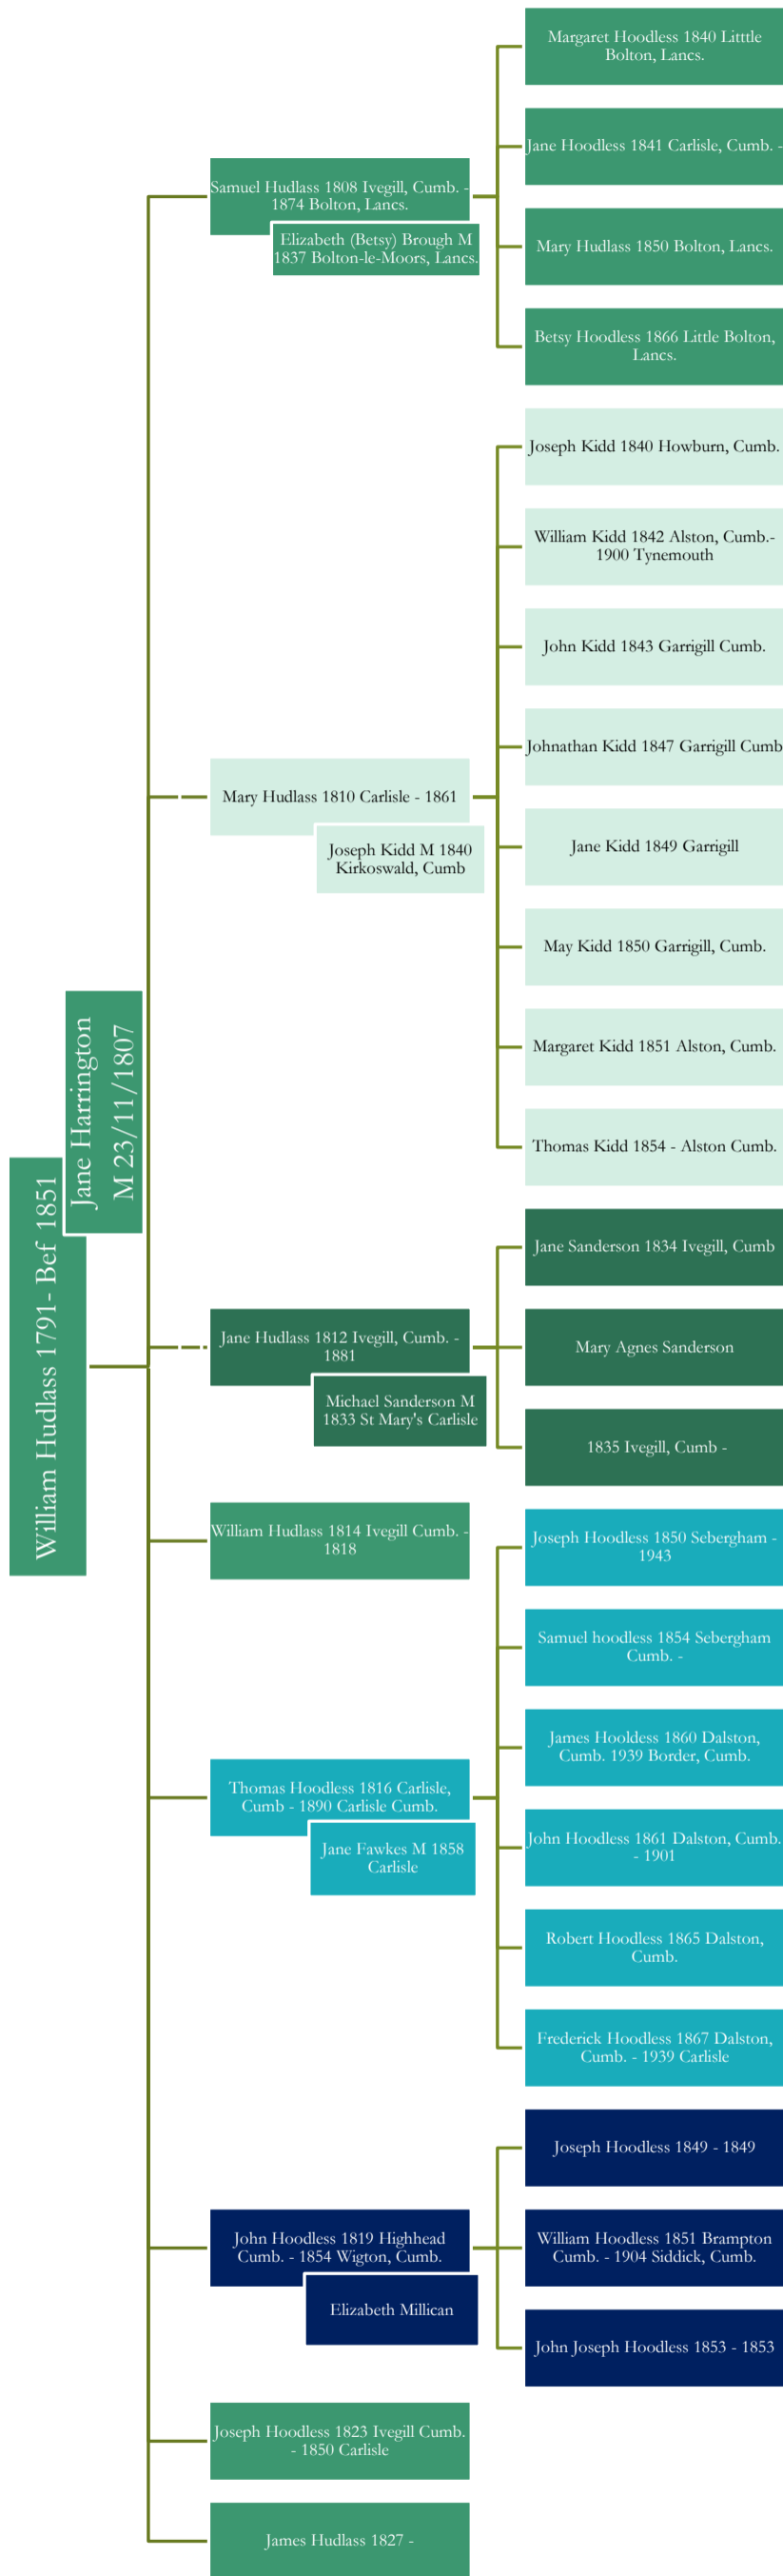 William Hudlass 1791- Bef 1851
Jane Harrington
M 23/11/1807
Samuel Hudlass 1808 Ivegill, Cumb. -
1874 Bolton, Lancs.
Elizabeth (Betsy) Brough M
1837 Bolton-le-Moors, Lancs.
Margaret Hoodless 1840 Litttle
Bolton, Lancs.
Jane Hoodless 1841 Carlisle, Cumb. -
Mary Hudlass 1850 Bolton, Lancs.
Betsy Hoodless 1866 Little Bolton,
Lancs.
Mary Hudlass 1810 Carlisle - 1861
Joseph Kidd M 1840
Kirkoswald, Cumb
Joseph Kidd 1840 Howburn, Cumb.
William Kidd 1842 Alston, Cumb.-
1900 Tynemouth
John Kidd 1843 Garrigill Cumb.
Johnathan Kidd 1847 Garrigill Cumb
Jane Kidd 1849 Garrigill
May Kidd 1850 Garrigill, Cumb.
Margaret Kidd 1851 Alston, Cumb.
Thomas Kidd 1854 - Alston Cumb.
Jane Hudlass 1812 Ivegill, Cumb. -
1881
Michael Sanderson M
1833 St Mary's Carlisle
Jane Sanderson 1834 Ivegill, Cumb
Mary Agnes Sanderson
1835 Ivegill, Cumb -
William Hudlass 1814 Ivegill Cumb. -
1818
Thomas Hoodless 1816 Carlisle,
Cumb - 1890 Carlisle Cumb.
Jane Fawkes M 1858
Carlisle
Joseph Hoodless 1850 Sebergham -
1943
Samuel hoodless 1854 Sebergham
Cumb. -
James Hooldess 1860 Dalston,
Cumb. 1939 Border, Cumb.
John Hoodless 1861 Dalston, Cumb.
- 1901
Robert Hoodless 1865 Dalston,
Cumb.
Frederick Hoodless 1867 Dalston,
Cumb. - 1939 Carlisle
John Hoodless 1819 Highhead
Cumb. - 1854 Wigton, Cumb.
Elizabeth Millican
Joseph Hoodless 1849 - 1849
William Hoodless 1851 Brampton
Cumb. - 1904 Siddick, Cumb.
John Joseph Hoodless 1853 - 1853
Joseph Hoodless 1823 Ivegill Cumb.
- 1850 Carlisle
James Hudlass 1827 -